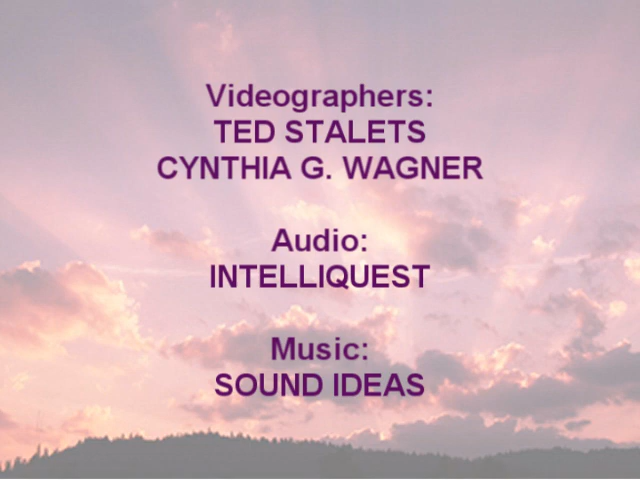 Videographers:
TED STALETS
CYNTHIA G. WAGNER
Audio:
INTELLIQUEST
Music:
SOUND IDEAS